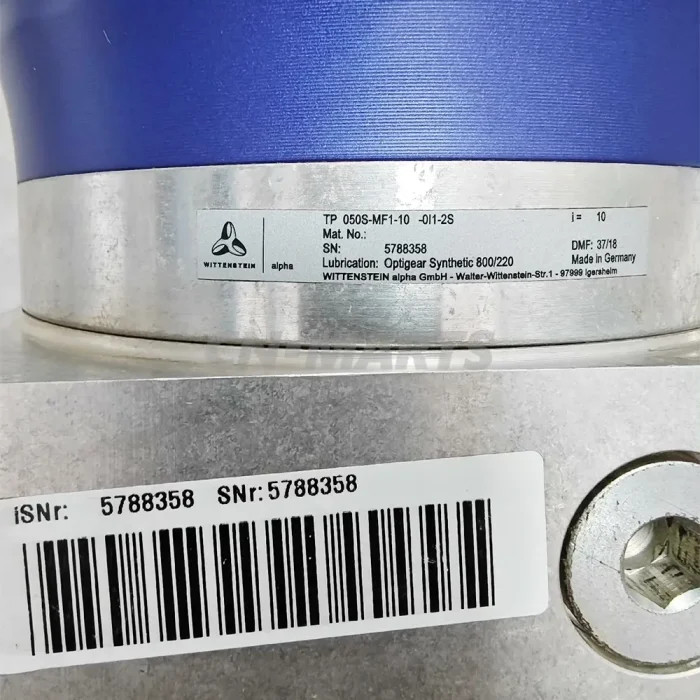 TP 050S-MF1-10 -0I1-2S i= 10
Mat. No.:
SN: 5788358 DMF: 37/18
Lubrication: Optigear Synthetic 800/220 Made in Germany
WITTENSTEIN alpha GmbH - Walter-Wittenstein-Str.1 - 97999 Igersheim
WITTENSTEIN alpha
iSNr: 5788358 SNr:5788358